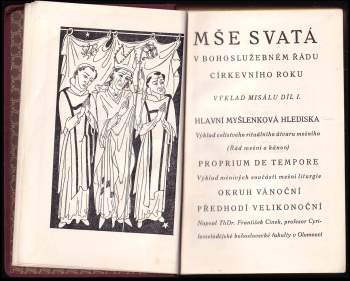 MŠE SVATÁ
V BOHOSLUŽEBNÉM ŘÁDU
CÍRKEVNÍHO ROKU
VÝKLAD MISÁLU DÍL I.
HLAVNÍ MYŠLENKOVÁ HLEDISKA
Výklad celistvého rituálního útvaru mešního
(Řád mešní a kánon)
PROPRIUM DE TEMPORE
Výklad měnivých součástí mešní liturgie
OKRUH VÁNOČNÍ
PŘEDHODÍ VELIKONOČNÍ
Napsal ThDr. František Cinek, profesor Cyri-
lometodějské bohoslovecké fakulty v Olomouci